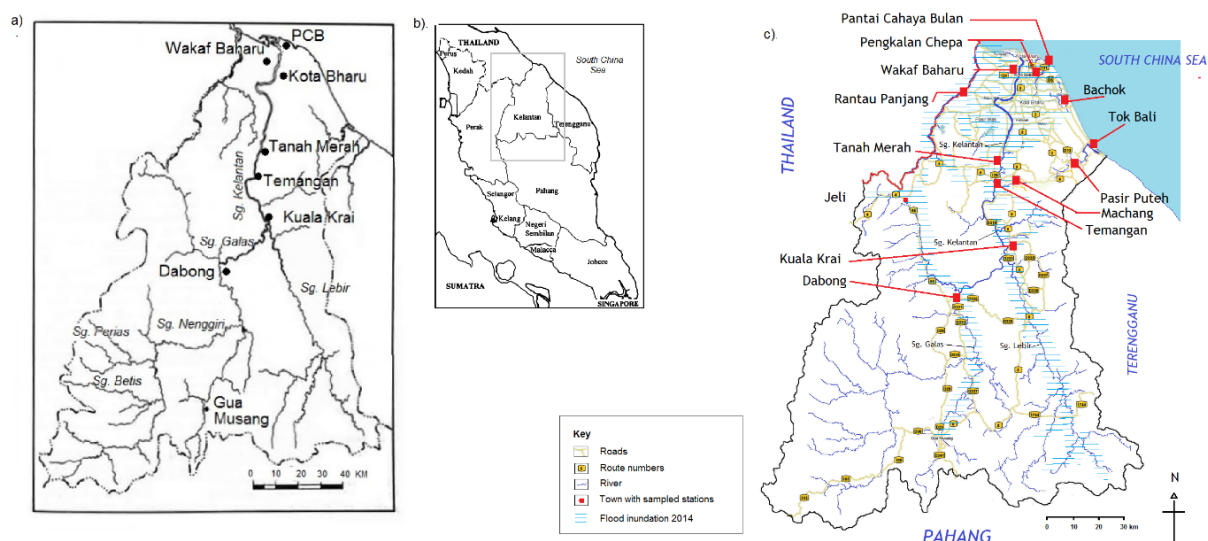 a)
PCB
Wakaf Baharu
Kota Bharu
Tanah Merah
Sg. Kelantan
Temangan
Kuala Krai
Sg. Galas
Dabong
Sg. Lebir
Sg. Nenggiri
Sg. Perias
Sg. Betis
Gua
Musang
0 10 20 30 40 KM
b).
THAILAND
Perlis
Kedah
South China
Sea
Kelantan
Terengganu
Perak
Pahang
Selangor
Kelang
Negeri
Sembilan
Malacca
Johore
SUMATRA
SINGAPORE
Key
Roads
Route numbers
River
Town with sampled stations
Flood inundation 2014
c).
Pantai Cahaya Bulan
Pengkalan Chepa
Wakaf Baharu
SOUTH CHINA SEA
Rantau Panjang
Bachok
Tok Bali
THAILAND
Sg. Kelantan
Tanah Merah
Jeli
Pasir Puteh
Machang
Temangan
Sg. Kelantan
Kuala Krai
Dabong
Sg. Galas
Sg. Lebir
TERENGGANU
PAHANG
0 10 20 30 km
N